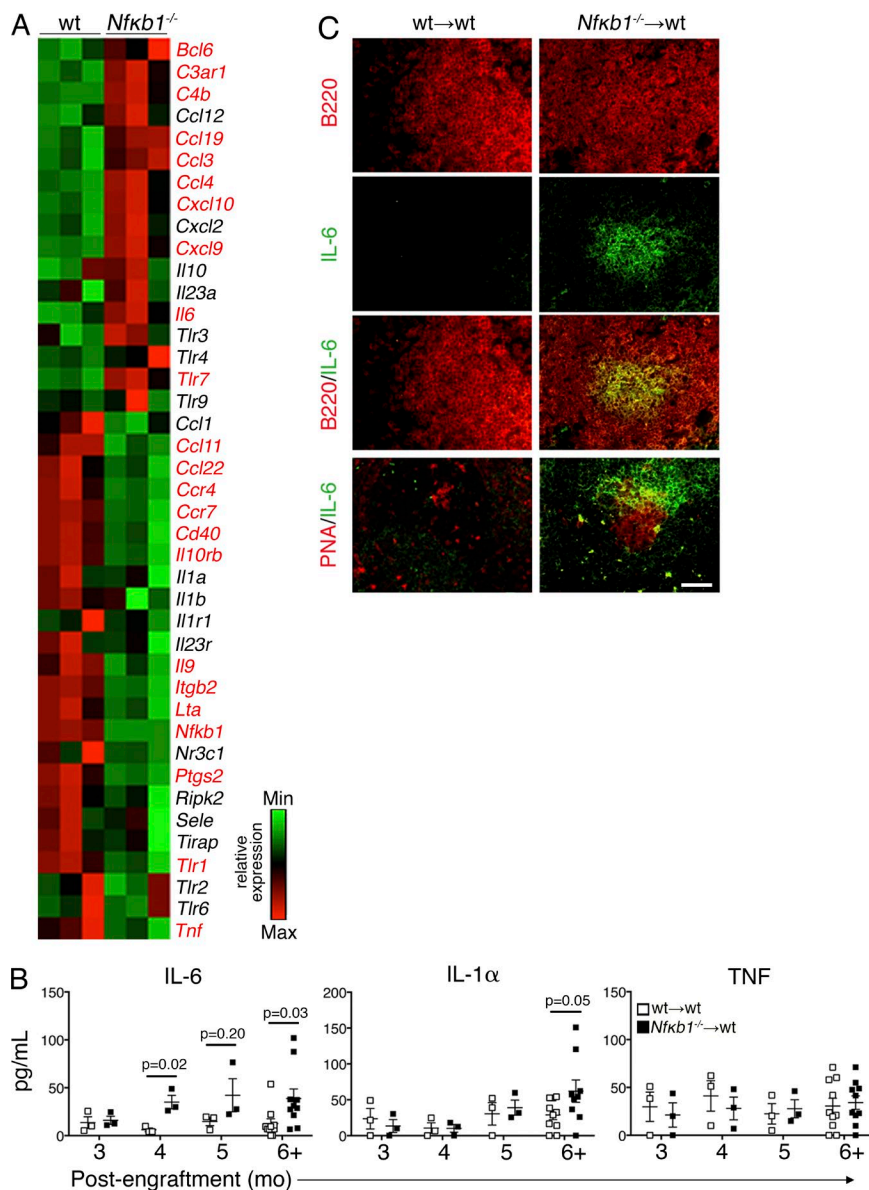 A
wt Nfκb1-/-
Bcl6
C3ar1
C4b
Ccl12
Ccl19
Ccl3
Ccl4
Cxcl10
Cxcl2
Cxcl9
Il10
Il23a
Il6
Tlr3
Tlr4
Tlr7
Tlr9
Ccl1
Ccl11
Ccl22
Ccr4
Ccr7
Cd40
Il10rb
Il1a
Il1b
Il1r1
Il23r
Il9
Itgb2
Lta
Nfkb1
Nr3c1
Ptgs2
Ripk2
Sele
Tirap
Tlr1
Tlr2
Tlr6
Tnf
Min
relative
expression
Max
C
wt→wt Nfκb1-/-→wt
B220
IL-6
B220/IL-6
PNA/IL-6
B
IL-6
pg/mL
150
100
50
0
p=0.02
p=0.20
p=0.03
3 4 5 6+
IL-1α
200
150
100
50
0
p=0.05
3 4 5 6+
TNF
150
100
50
0
wt→wt
Nfκb1-/-→wt
3 4 5 6+
Post-engraftment (mo)